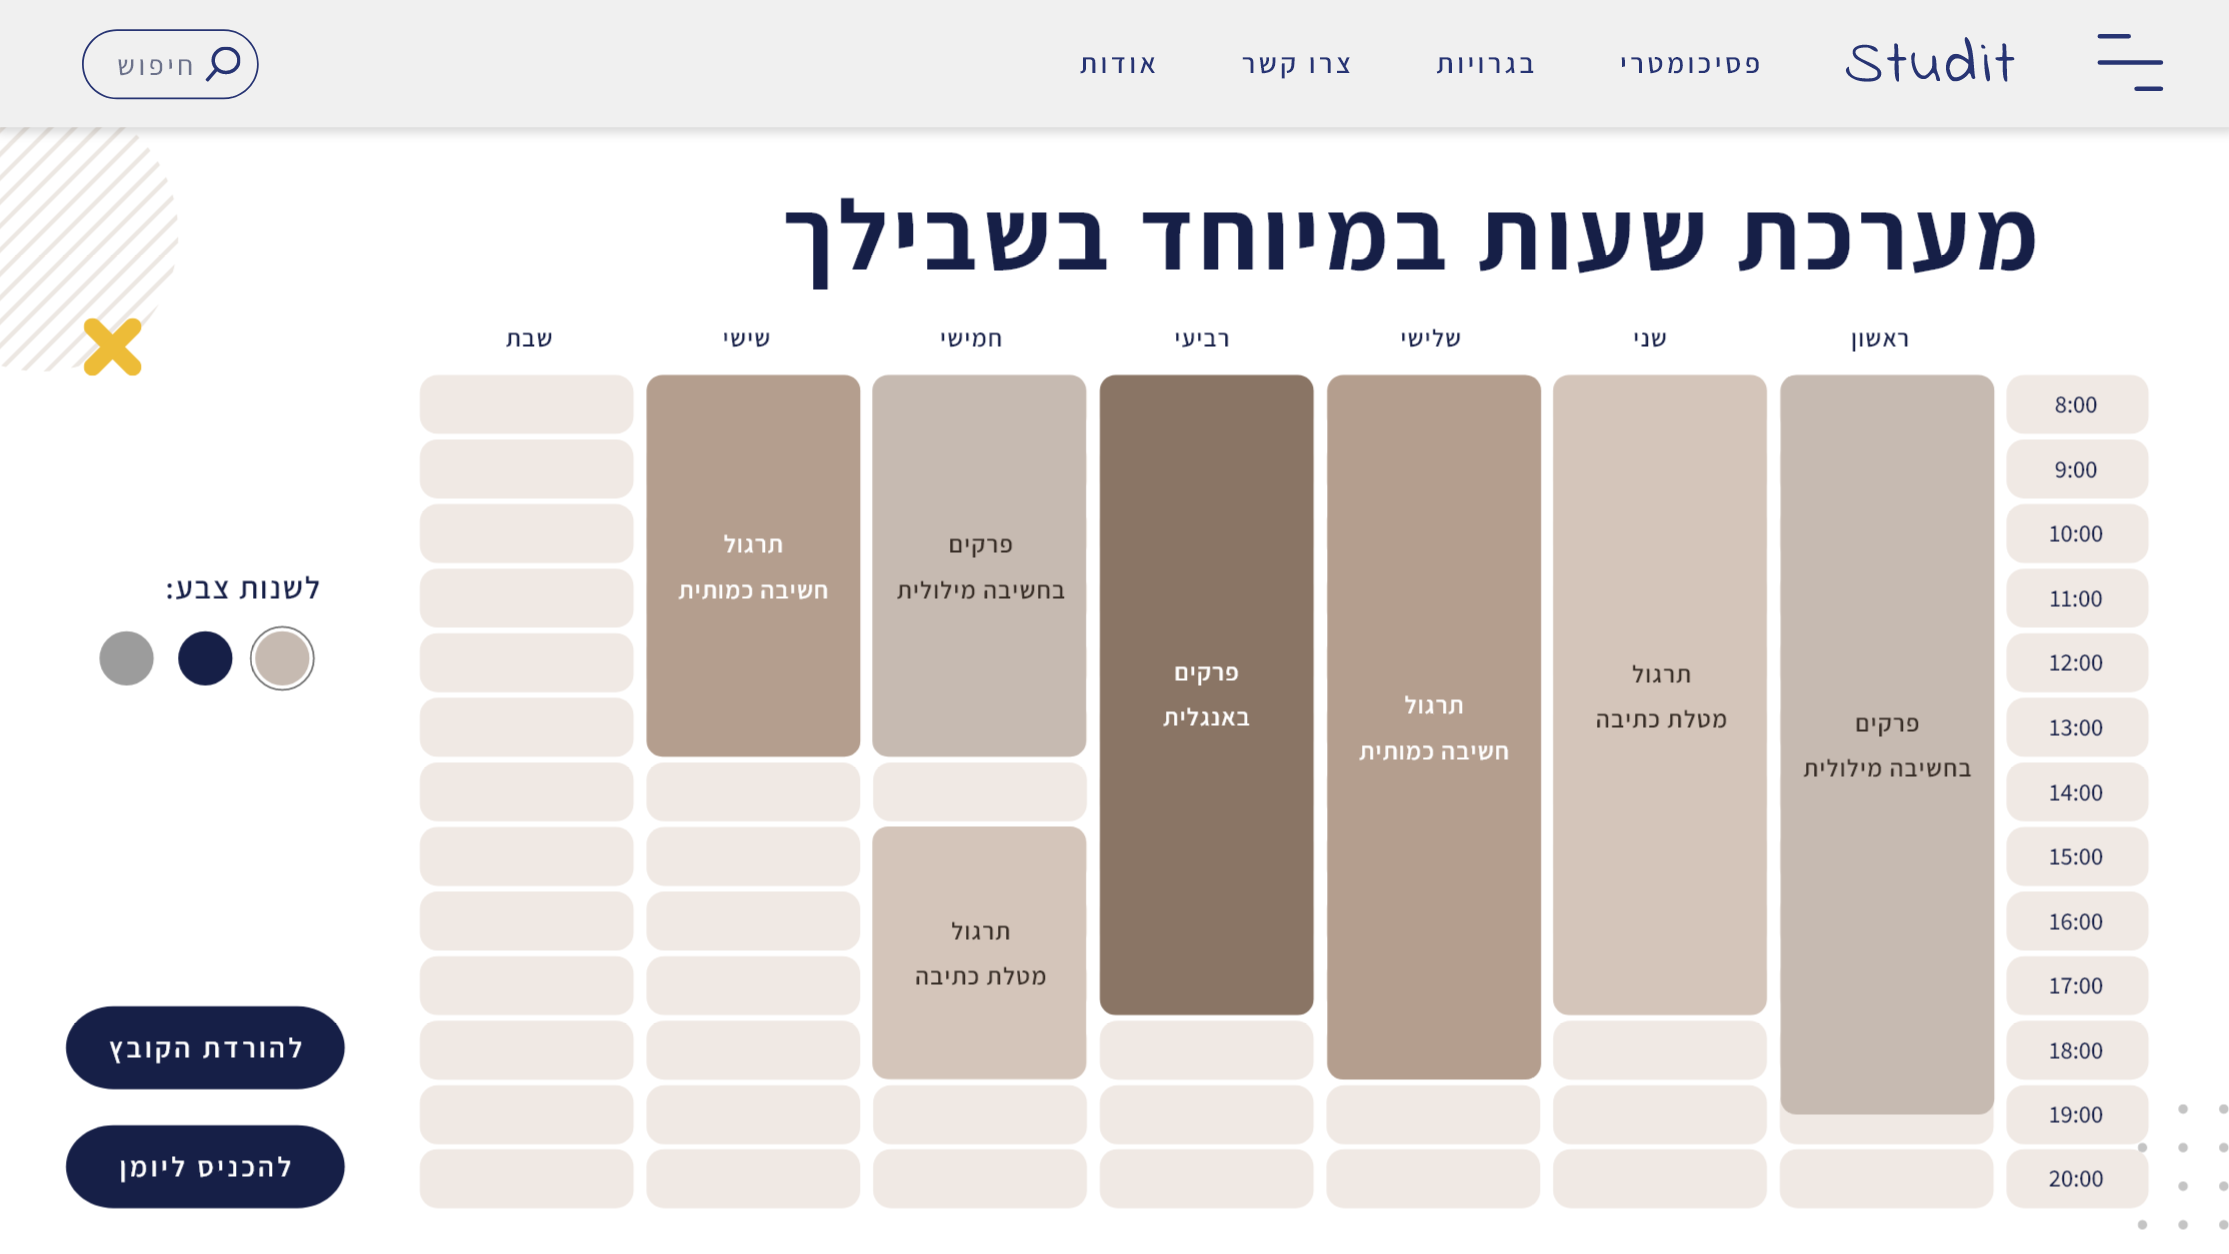 Studit
פסיכומטרי
בגרויות
צרו קשר
אודות
חיפוש
מערכת שעות במיוחד בשבילך
ראשון
שני
שלישי
רביעי
חמישי
שישי
שבת
8:00
9:00
10:00
11:00
12:00
13:00
14:00
15:00
16:00
17:00
18:00
19:00
20:00
פרקים
בחשיבה מילולית
תרגול
מטלת כתיבה
תרגול
חשיבה כמותית
פרקים
באנגלית
פרקים
בחשיבה מילולית
תרגול
מטלת כתיבה
תרגול
חשיבה כמותית
לשנות צבע:
להורדת הקובץ
להכניס ליומן